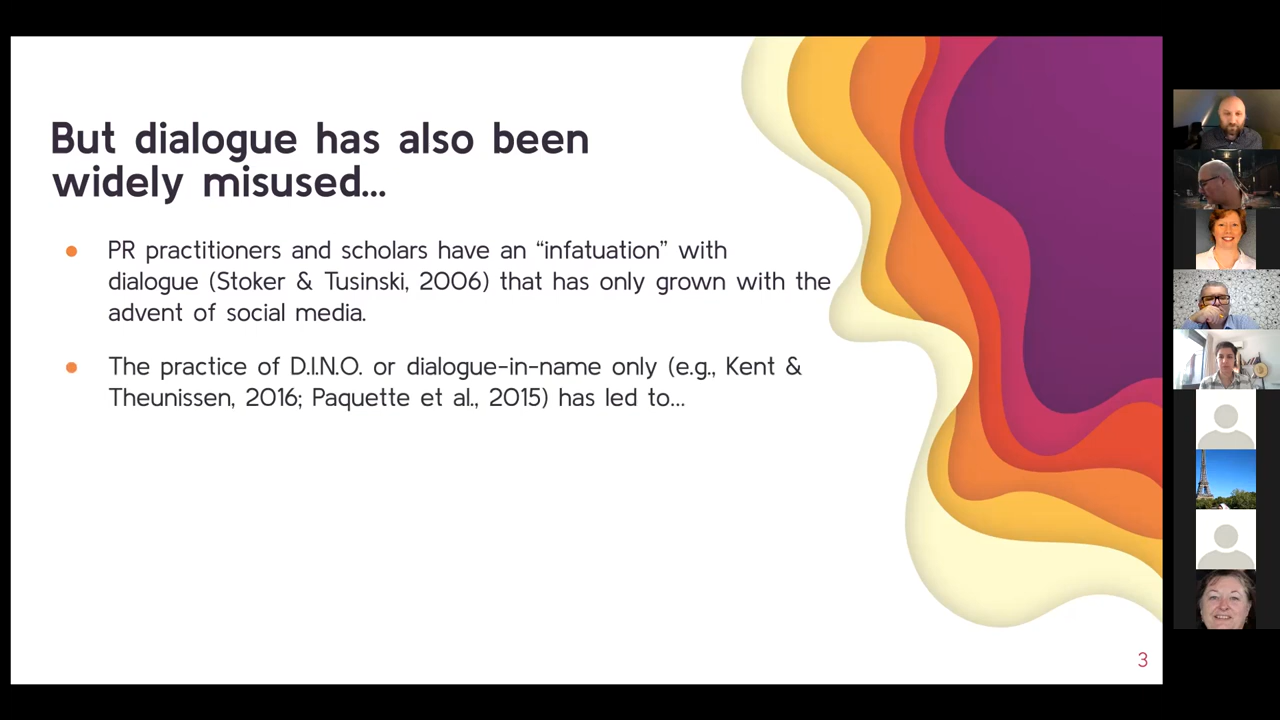 But dialogue has also been
widely misused...
PR practitioners and scholars have an “infatuation” with
dialogue (Stoker & Tusinski, 2006) that has only grown with the
advent of social media.
The practice of D.I.N.O. or dialogue-in-name only (e.g., Kent &
Theunissen, 2016; Paquette et al., 2015) has led to...
3